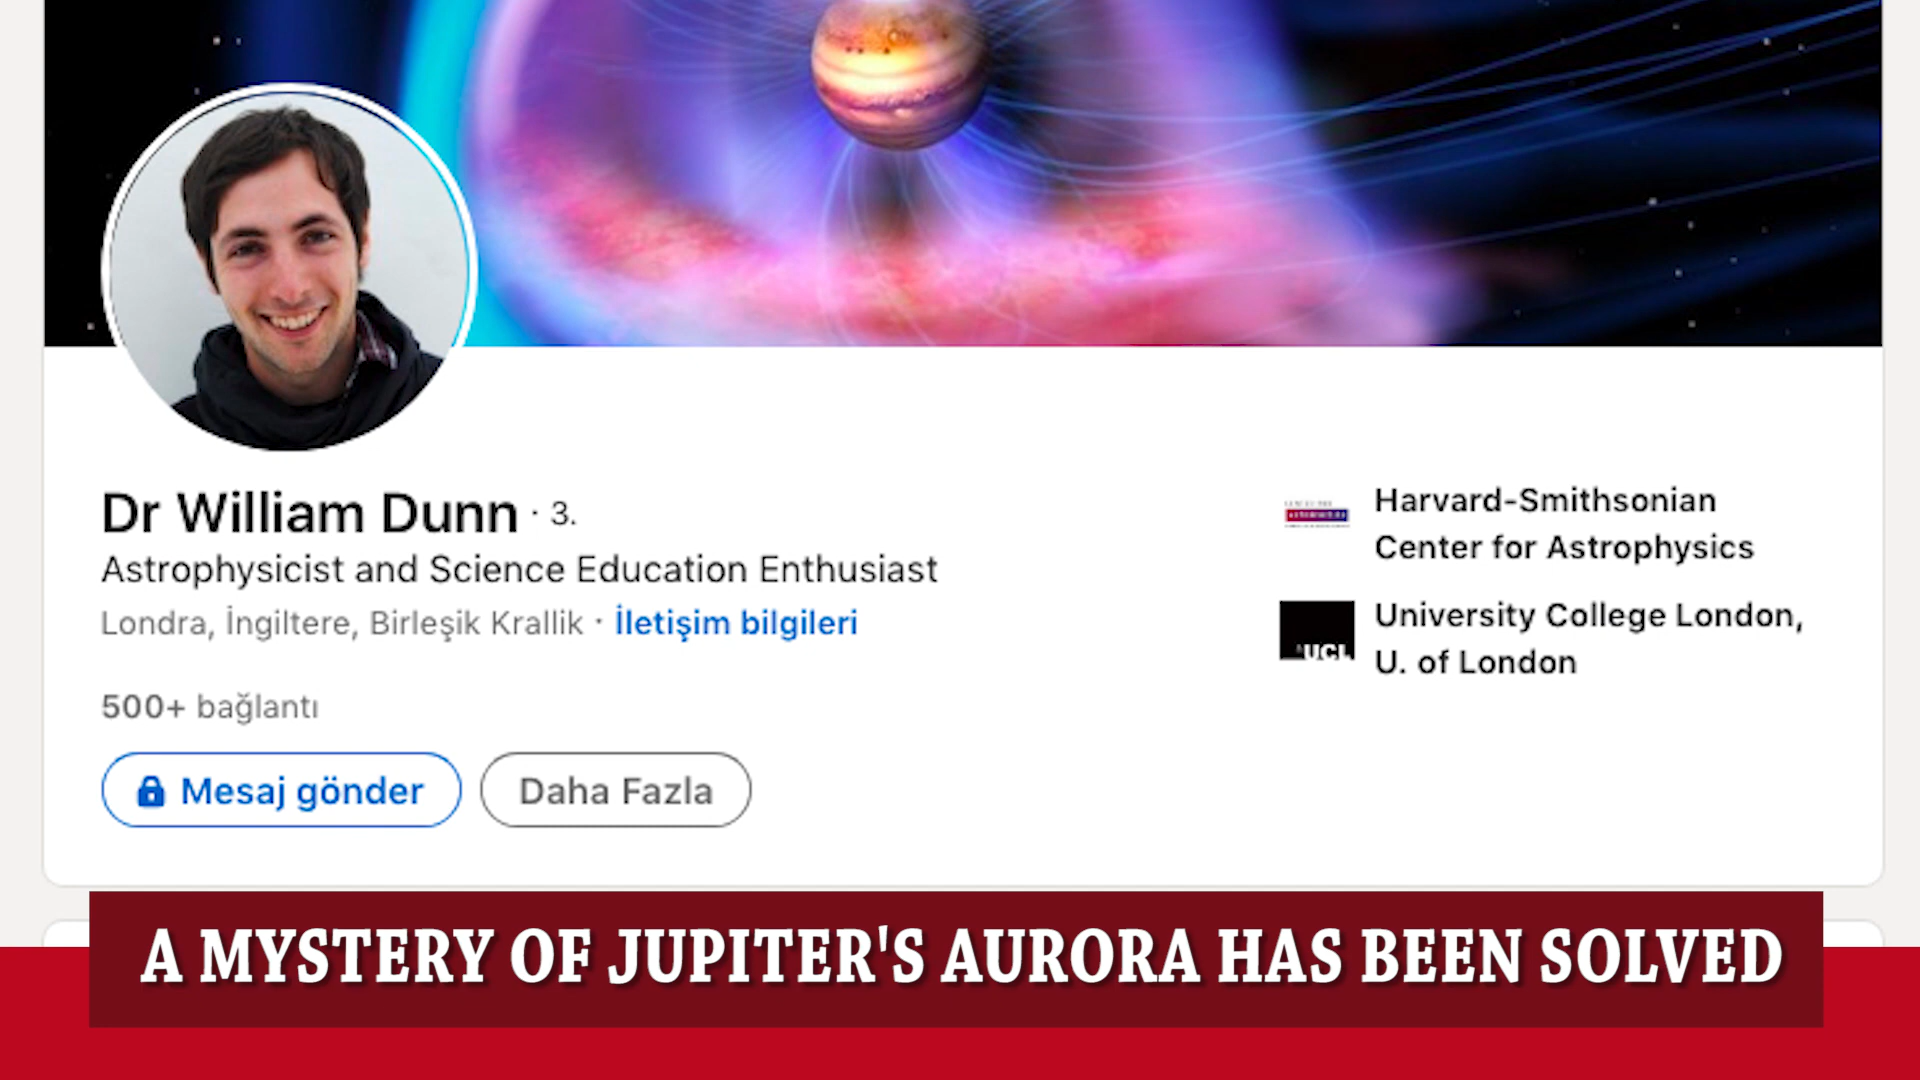 Dr William Dunn · 3.
Astrophysicist and Science Education Enthusiast
Londra, İngiltere, Birleşik Krallik · İletişim bilgileri
500+ bağlantı
Mesaj gönder
Daha Fazla
Harvard-Smithsonian
Center for Astrophysics
UCL
University College London,
U. of London
A MYSTERY OF JUPITER'S AURORA HAS BEEN SOLVED